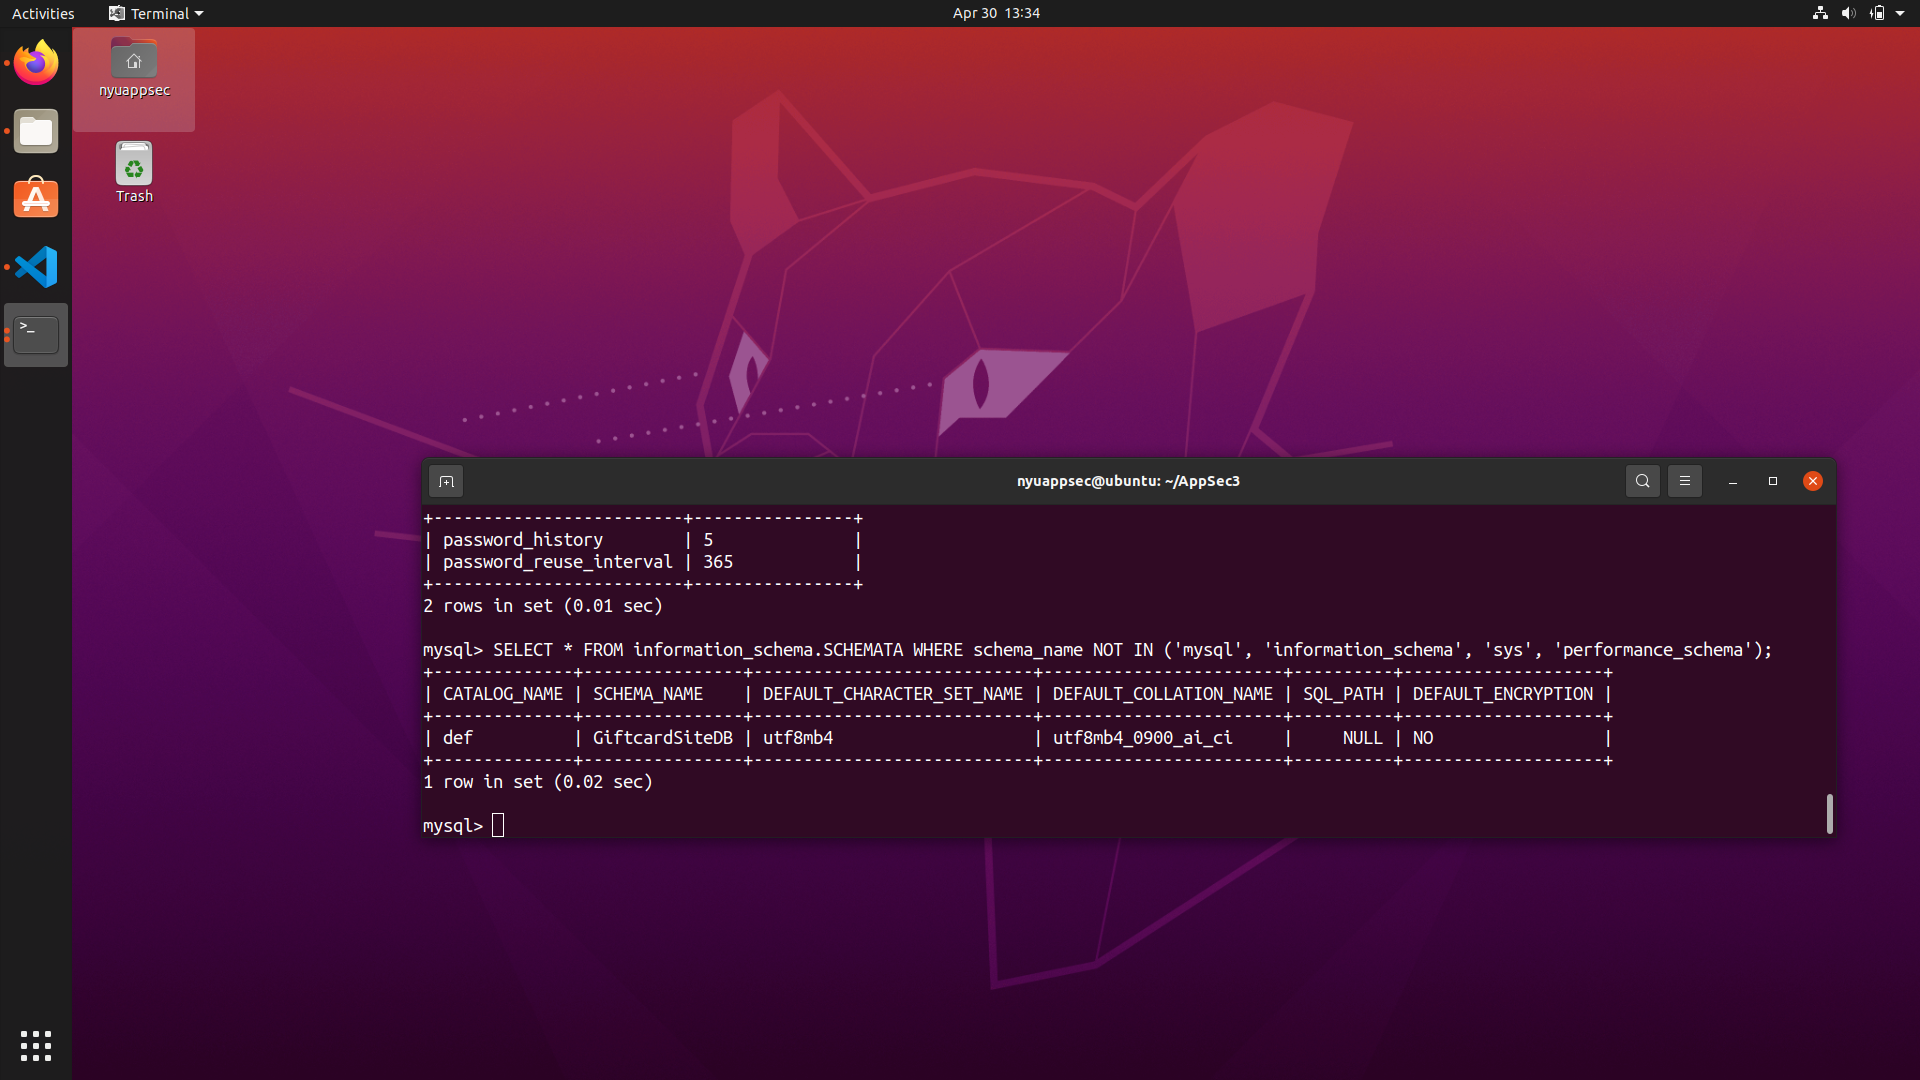 Activities
Terminal
Apr 30 13:34
nyuappsec
Trash
nyuappsec@ubuntu: ~/AppSec3
+-------------------------+----------------+
| password_history        | 5              |
| password_reuse_interval | 365            |
+-------------------------+----------------+
2 rows in set (0.01 sec)
mysql> SELECT * FROM information_schema.SCHEMATA WHERE schema_name NOT IN ('mysql', 'information_schema', 'sys', 'performance_schema');
+--------------+----------------+----------------------------+------------------------+----------+--------------------+
| CATALOG_NAME | SCHEMA_NAME    | DEFAULT_CHARACTER_SET_NAME | DEFAULT_COLLATION_NAME | SQL_PATH | DEFAULT_ENCRYPTION |
+--------------+----------------+----------------------------+------------------------+----------+--------------------+
| def          | GiftcardSiteDB | utf8mb4                    | utf8mb4_0900_ai_ci     |     NULL | NO                 |
+--------------+----------------+----------------------------+------------------------+----------+--------------------+
1 row in set (0.02 sec)
mysql>